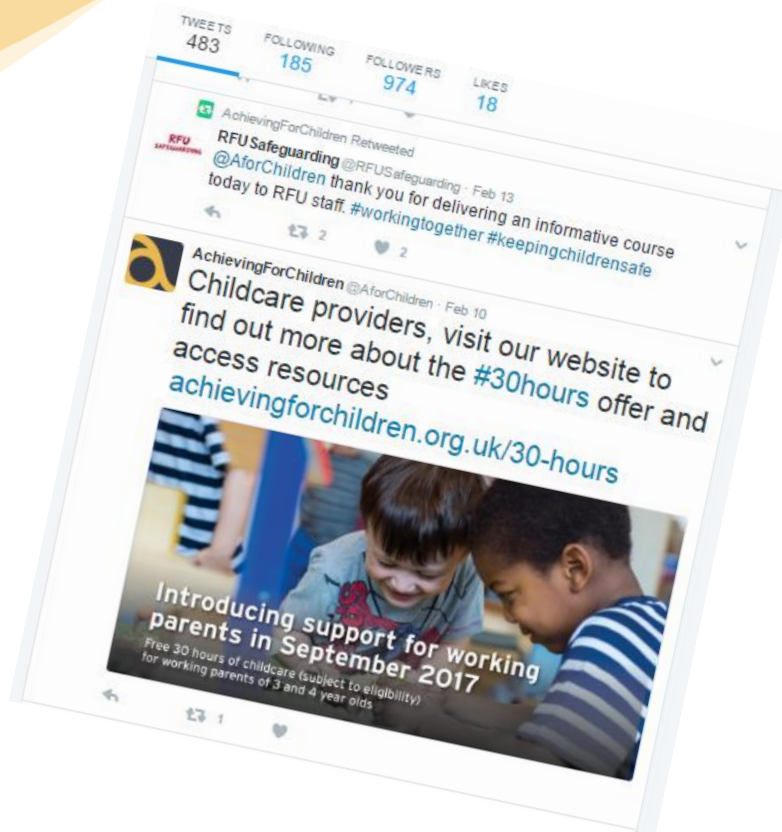 TWEETS FOLLOWING FOLLOWERS LIKES
483 185 974 18
AchievingForChildren Retweeted
RFU
SAFEGUARDING
RFUSafeguarding @RFUSafeguarding · Feb 13
@AforChildren thank you for delivering an informative course
today to RFU staff. #workingtogether #keepingchildrensafe
2 2
AchievingForChildren @AforChildren · Feb 10
Childcare providers, visit our website to
find out more about the #30hours offer and
access resources
achievingforchildren.org.uk/30-hours
Introducing support for working
parents in September 2017
Free 30 hours of childcare (subject to eligibility)
for working parents of 3 and 4 year olds
1